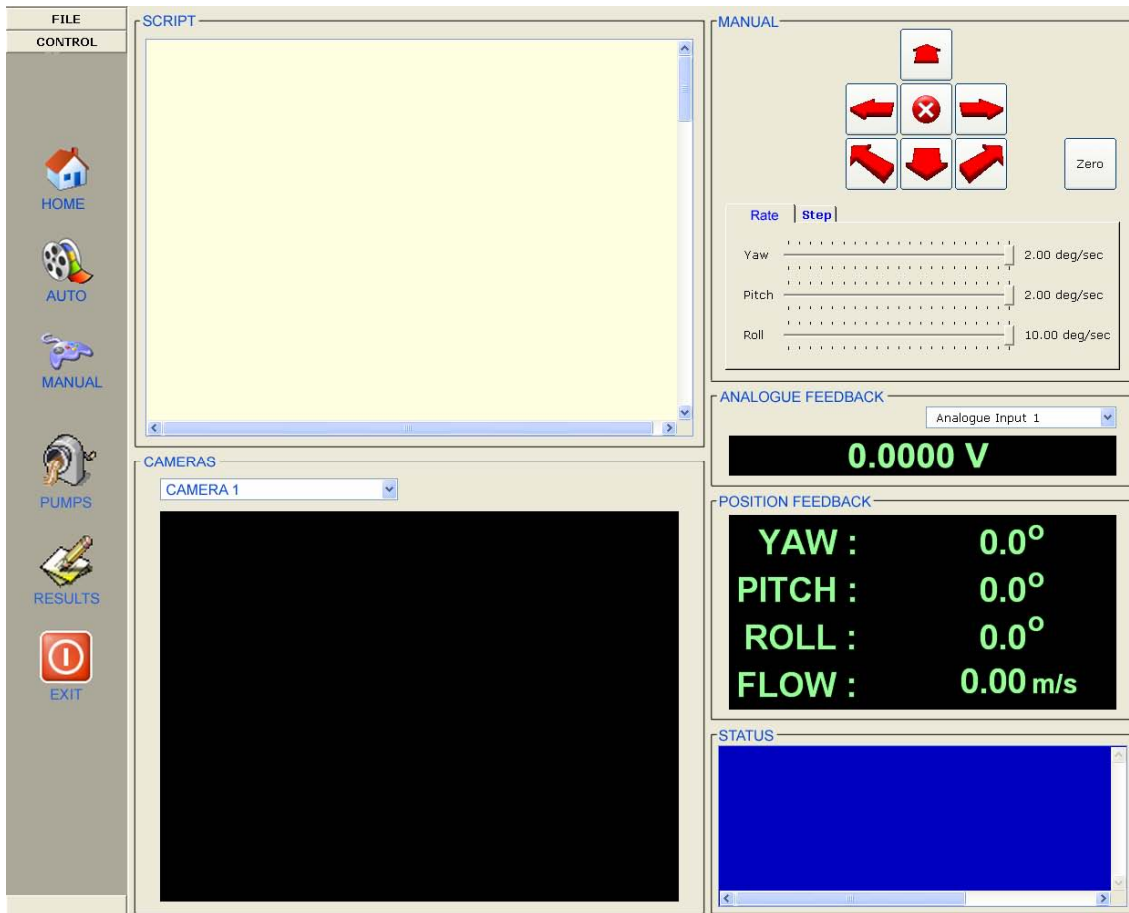 FILE
CONTROL
HOME
AUTO
MANUAL
PUMPS
RESULTS
EXIT
SCRIPT
CAMERAS
CAMERA 1
MANUAL
Zero
Rate Step
Yaw 2.00 deg/sec
Pitch 2.00 deg/sec
Roll 10.00 deg/sec
ANALOGUE FEEDBACK
Analogue Input 1
0.0000 V
POSITION FEEDBACK
YAW : 0.0°
PITCH : 0.0°
ROLL : 0.0°
FLOW : 0.00 m/s
STATUS